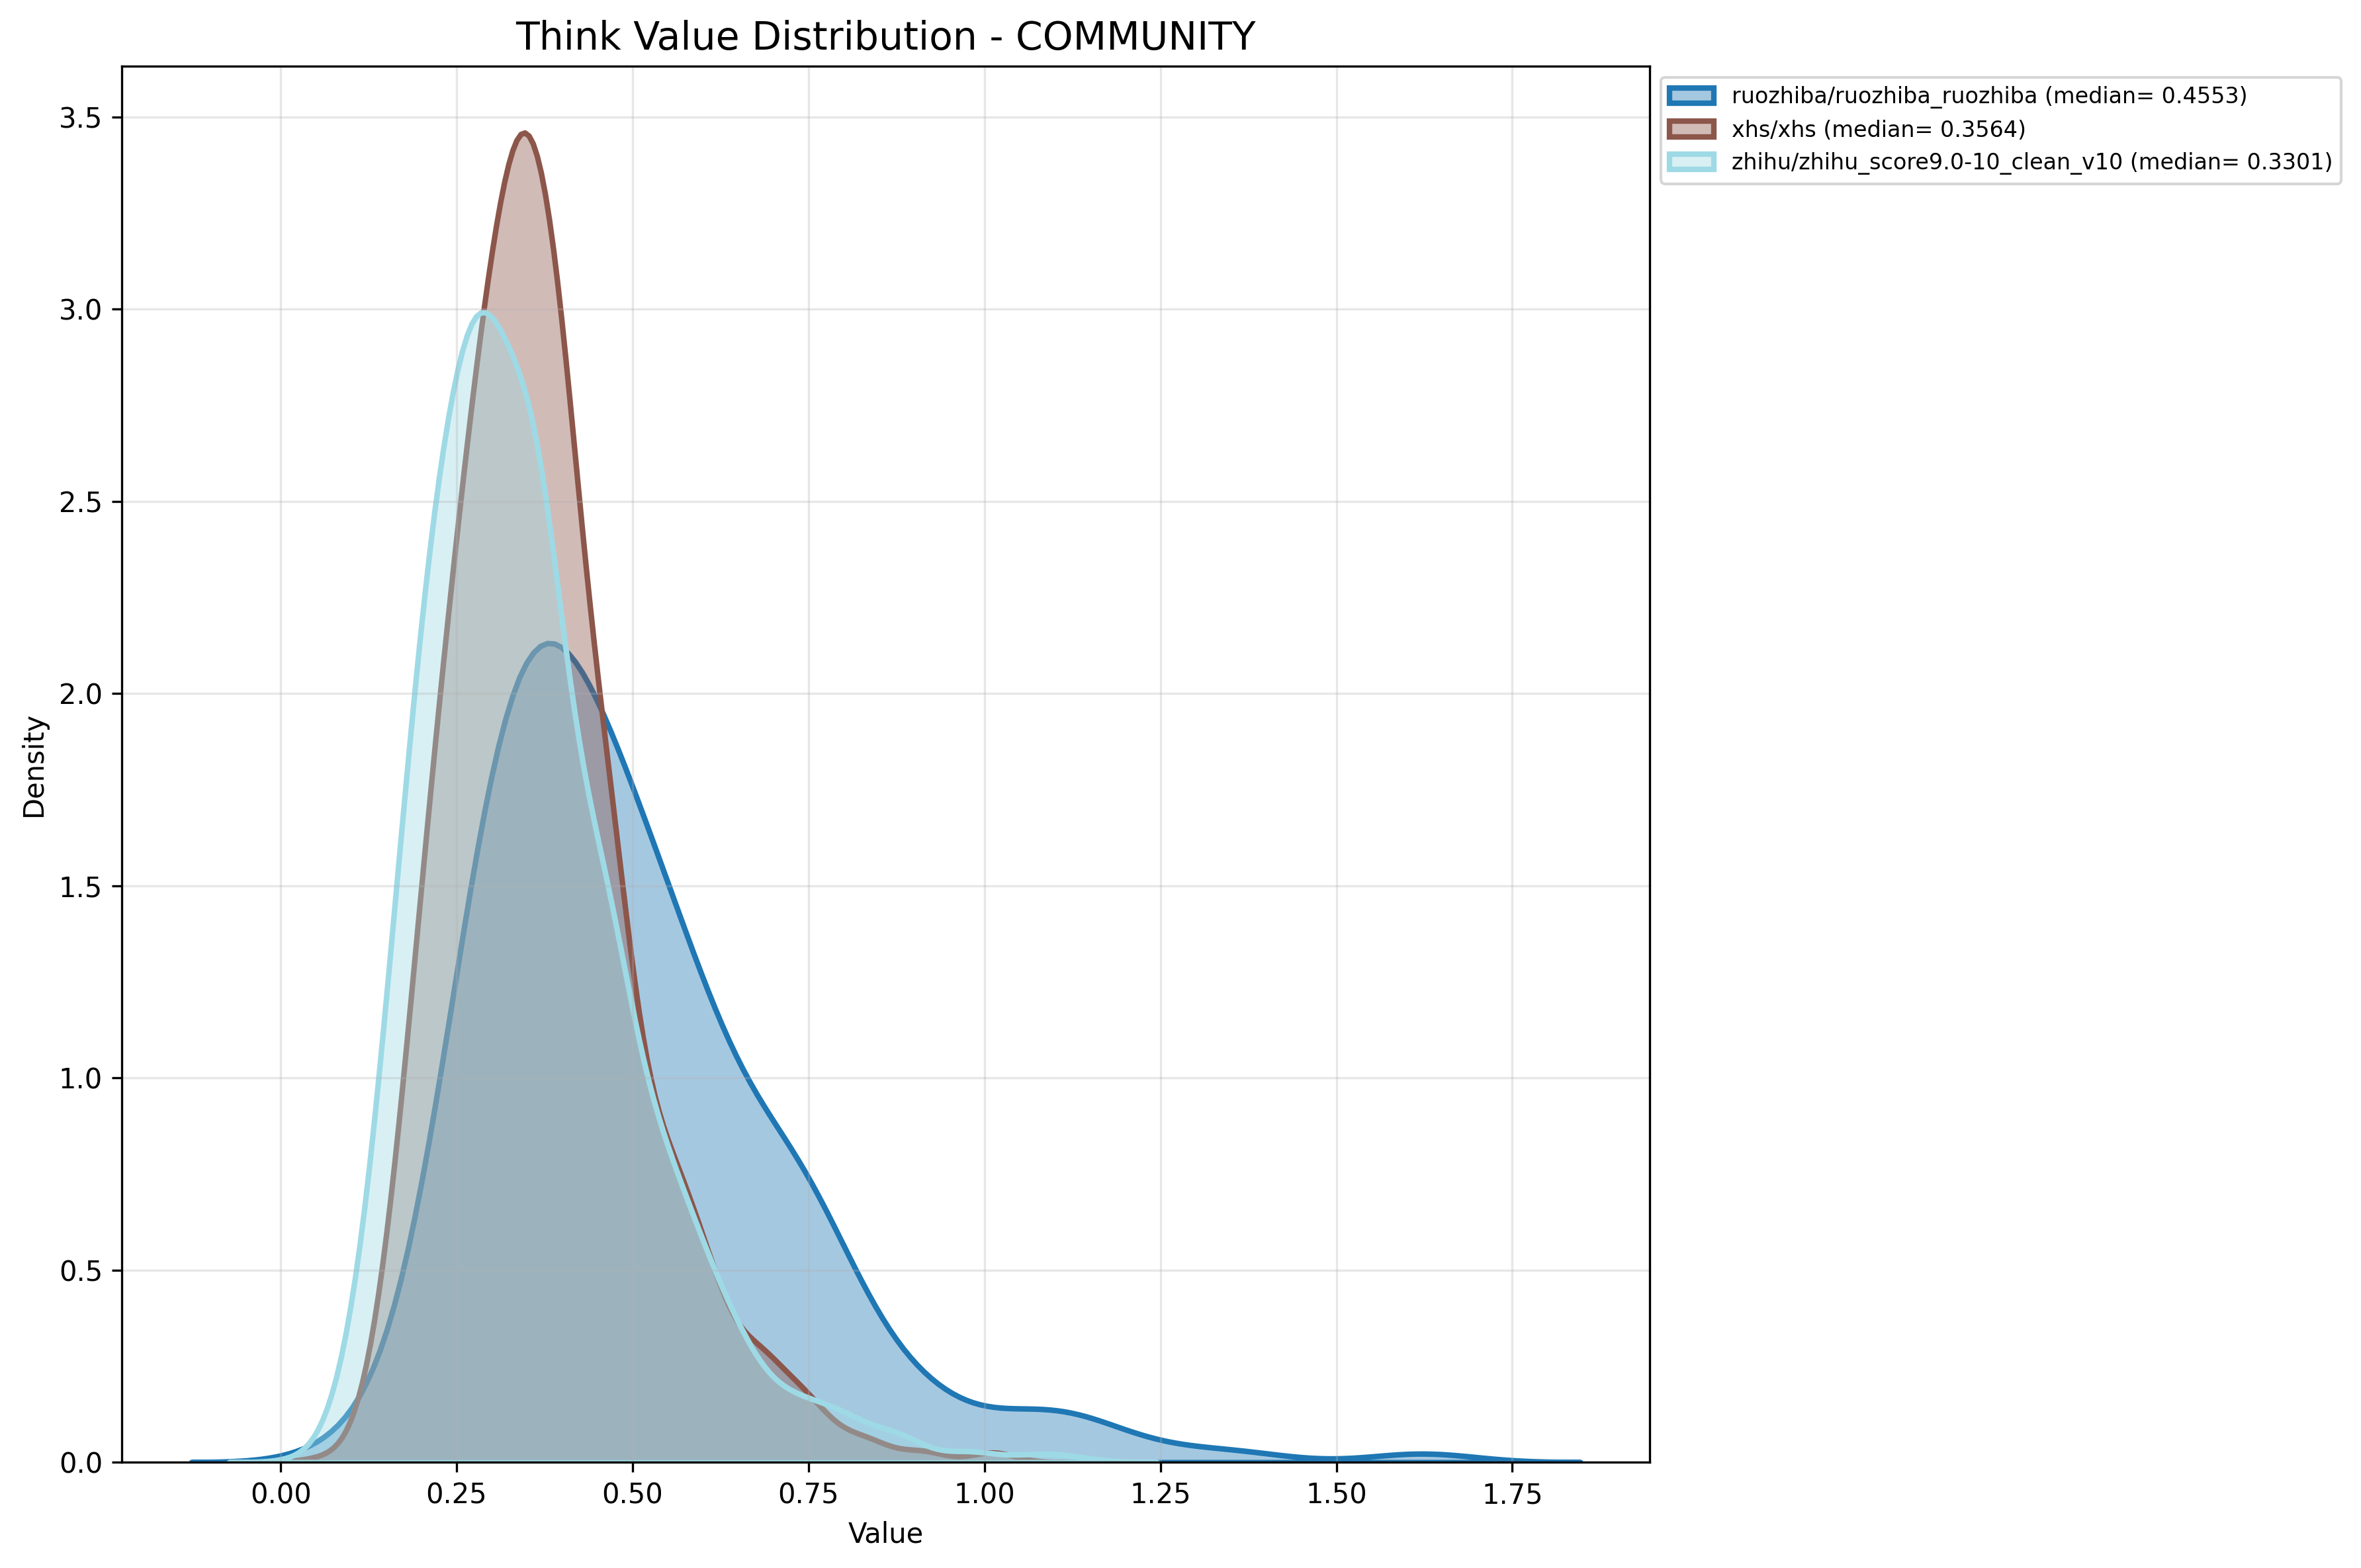 Think Value Distribution - COMMUNITY
ruozhiba/ruozhiba_ruozhiba (median= 0.4553)
xhs/xhs (median= 0.3564)
zhihu/zhihu_score9.0-10_clean_v10 (median= 0.3301)
Density
3.5
3.0
2.5
2.0
1.5
1.0
0.5
0.0
0.00 0.25 0.50 0.75 1.00 1.25 1.50 1.75
Value